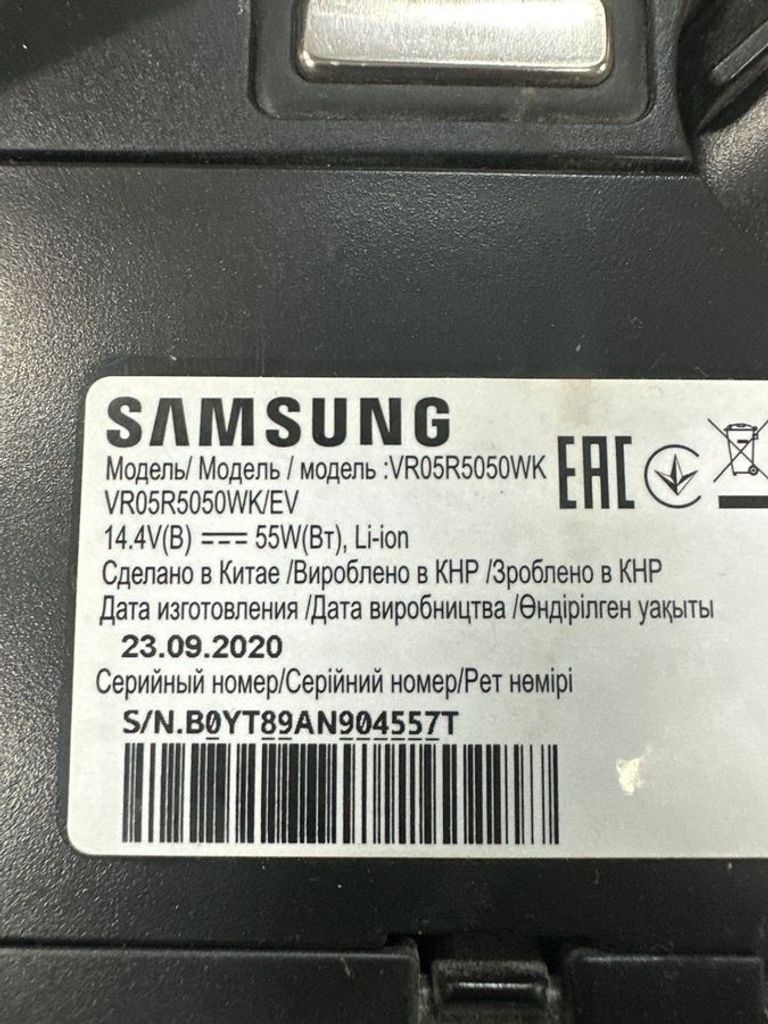 SAMSUNG
Модель/ Модель / модель :VR05R5050WK
VR05R5050WK/EV
EAC
14.4V(В) 55W(Вт), Li-ion
Сделано в Китае /Вироблено в КНР /Зроблено в КНР
Дата изготовления /Дата виробництва /Өндірілген уақыты
23.09.2020
Серийный номер/Серійний номер/Рет нөмірі
S/N.B0YT89AN904557T